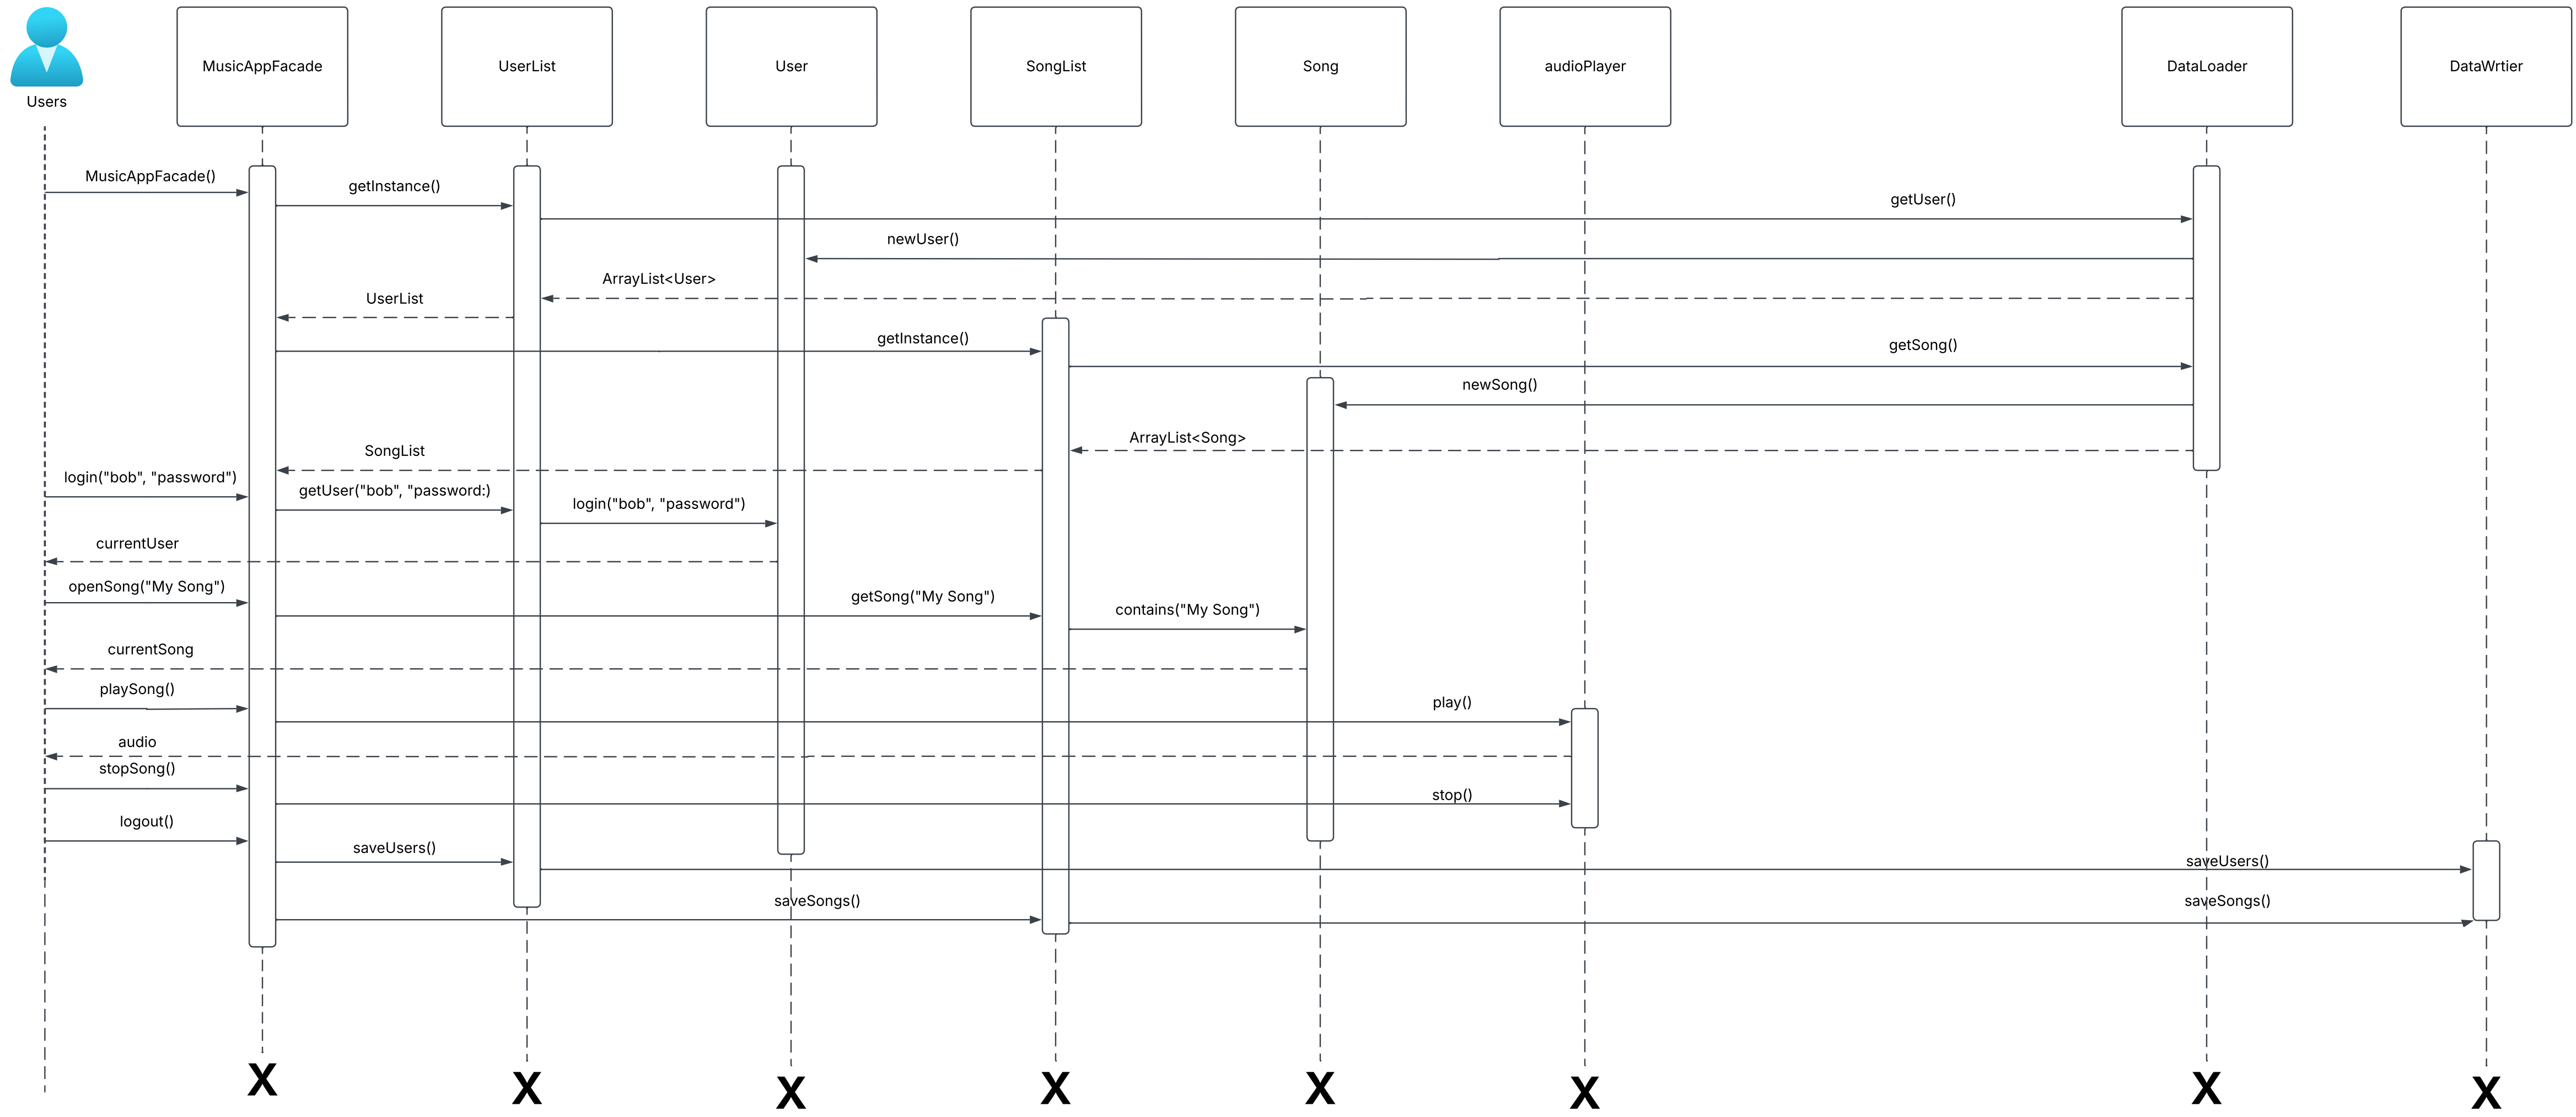 Users
MusicAppFacade
UserList
User
SongList
Song
audioPlayer
DataLoader
DataWrtier
MusicAppFacade()
getInstance()
getUser()
newUser()
ArrayList<User>
UserList
getInstance()
getSong()
newSong()
ArrayList<Song>
SongList
login("bob", "password")
getUser("bob", "password:)
login("bob", "password")
currentUser
openSong("My Song")
getSong("My Song")
contains("My Song")
currentSong
playSong()
play()
audio
stopSong()
stop()
logout()
saveUsers()
saveUsers()
saveSongs()
saveSongs()
X
X
X
X
X
X
X
X